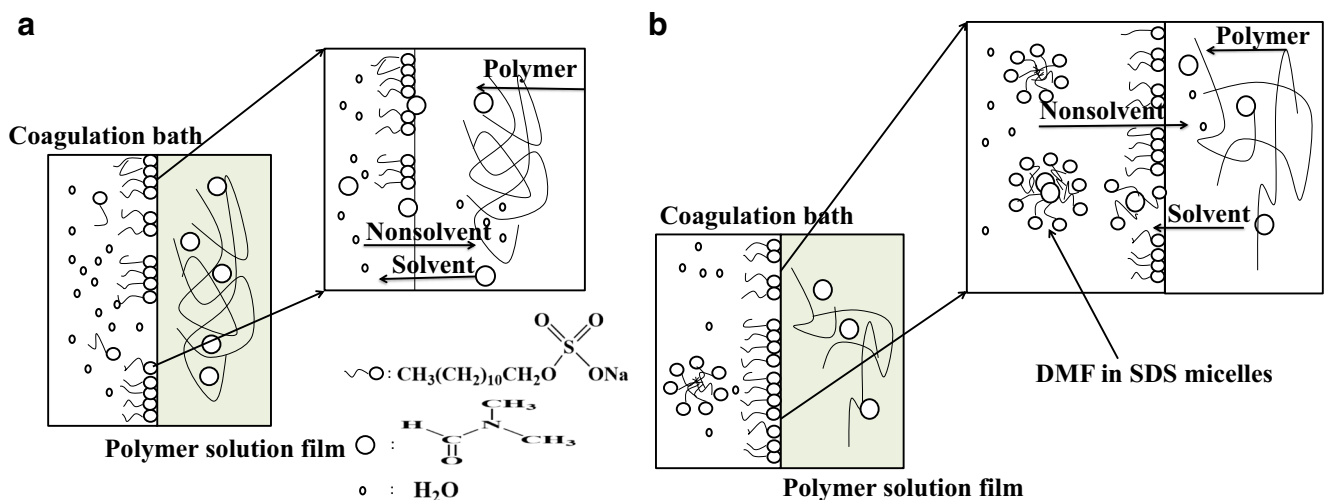 a
Coagulation bath
Polymer
Nonsolvent
Solvent
Polymer solution film
: CH₃(CH₂)₁₀CH₂O
O O
S
ONa
:
H C N CH₃
CH₃
O
: H₂O
b
Coagulation bath
Polymer
Nonsolvent
Solvent
DMF in SDS micelles
Polymer solution film